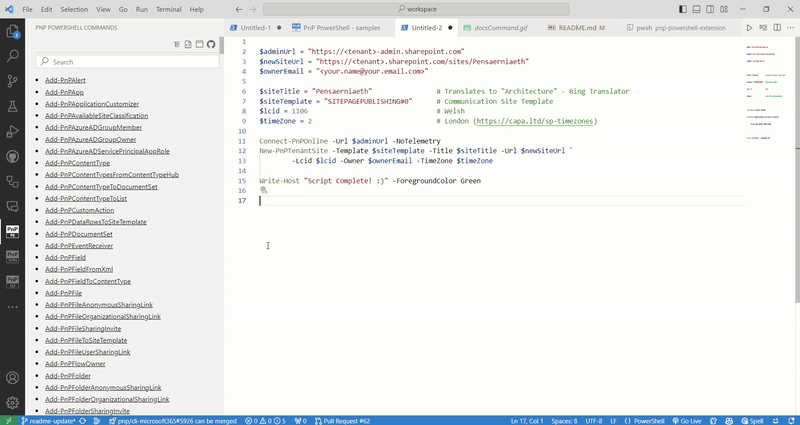 File Edit Selection View Go Run Terminal Help
workspace
PNP POWERSHELL COMMANDS
Untitled-1
PnP PowerShell - samples
Untitled-2
docsCommand.gif
README.md M
pwsh pnp-powershell-extension
Search
Add-PnPAlert
Add-PnPApp
Add-PnPApplicationCustomizer
Add-PnPAvailableSiteClassification
Add-PnPAzureADGroupMember
Add-PnPAzureADGroupOwner
Add-PnPAzureADServicePrincipalAppRole
Add-PnPContentType
Add-PnPContentTypesFromContentTypeHub
Add-PnPContentTypeToDocumentSet
Add-PnPContentTypeToList
Add-PnPCustomAction
Add-PnPDataRowsToSiteTemplate
Add-PnPDocumentSet
Add-PnPEventReceiver
Add-PnPField
Add-PnPFieldFromXml
Add-PnPFieldToContentType
Add-PnPFile
Add-PnPFileAnonymousSharingLink
Add-PnPFileOrganizationalSharingLink
Add-PnPFileSharingInvite
Add-PnPFileToSiteTemplate
Add-PnPFileUserSharingLink
Add-PnPFlowOwner
Add-PnPFolder
Add-PnPFolderAnonymousSharingLink
Add-PnPFolderOrganizationalSharingLink
Add-PnPFolderSharingInvite
1
2 $adminUrl = "https://<tenant>-admin.sharepoint.com"
3 $newSiteUrl = "https://<tenant>.sharepoint.com/sites/Pensaerniaeth"
4 $ownerEmail = "<your.name@your.email.com>"
5
6 $siteTitle = "Pensaerniaeth" # Translates to "Architecture" - Bing Translator
7 $siteTemplate = "SITEPAGEPUBLISHING#0" # Communication Site Template
8 $lcid = 1106 # Welsh
9 $timeZone = 2 # London (https://capa.ltd/sp-timezones)
10
11 Connect-PnPOnline -Url $adminUrl -NoTelemetry
12 New-PnPTenantSite -Template $siteTemplate -Title $siteTitle -Url $newSiteUrl `
13 -Lcid $lcid -Owner $ownerEmail -TimeZone $timeZone
14
15 Write-Host "Script Complete! :)" -ForegroundColor Green
16
17
PnP
readme-update* pnp/cli-microsoft365#5926 can be merged 0 0 5 0 Pull Request #62 Ln 17, Col 1 Spaces: 8 UTF-8 LF {} PowerShell Go Live Spell